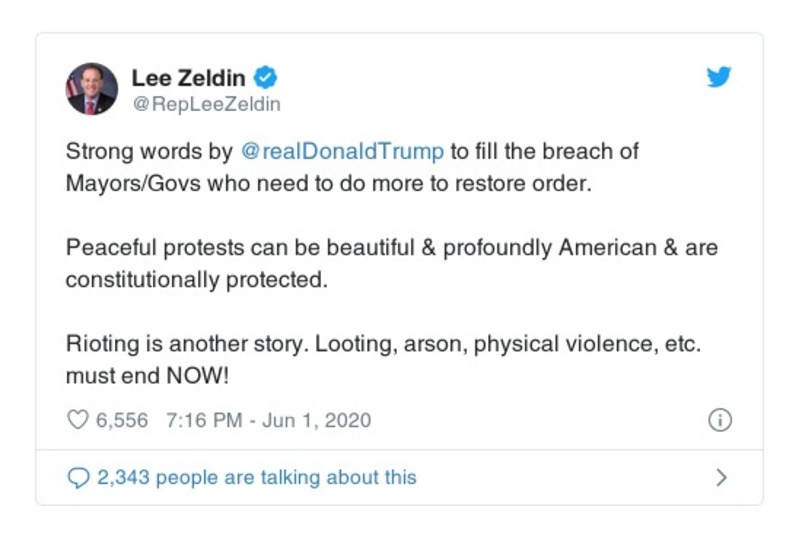 Lee Zeldin
@RepLeeZeldin
Strong words by @realDonaldTrump to fill the breach of
Mayors/Govs who need to do more to restore order.
Peaceful protests can be beautiful & profoundly American & are
constitutionally protected.
Rioting is another story. Looting, arson, physical violence, etc.
must end NOW!
6,556 7:16 PM - Jun 1, 2020
2,343 people are talking about this